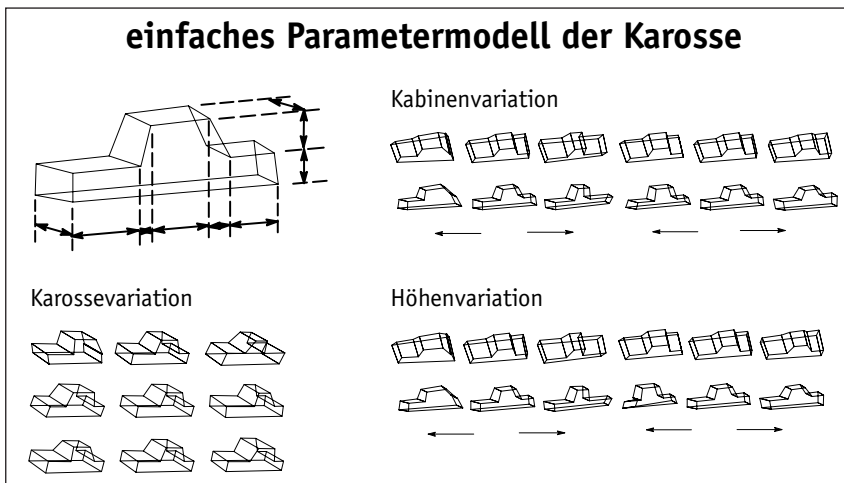 einfaches Parametermodell der Karosse
Kabinenvariation
Karossevariation
Höhenvariation